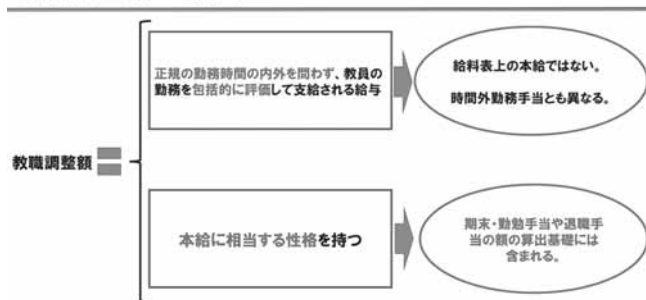 正規の勤務時間の内外を問わず、教員の
勤務を包括的に評価して支給される給与
給料表上の本給ではない。
時間外勤務手当とも異なる。
教職調整額
本給に相当する性格を持つ
期末・勤勉手当や退職手
当の額の算出基礎には
含まれる。